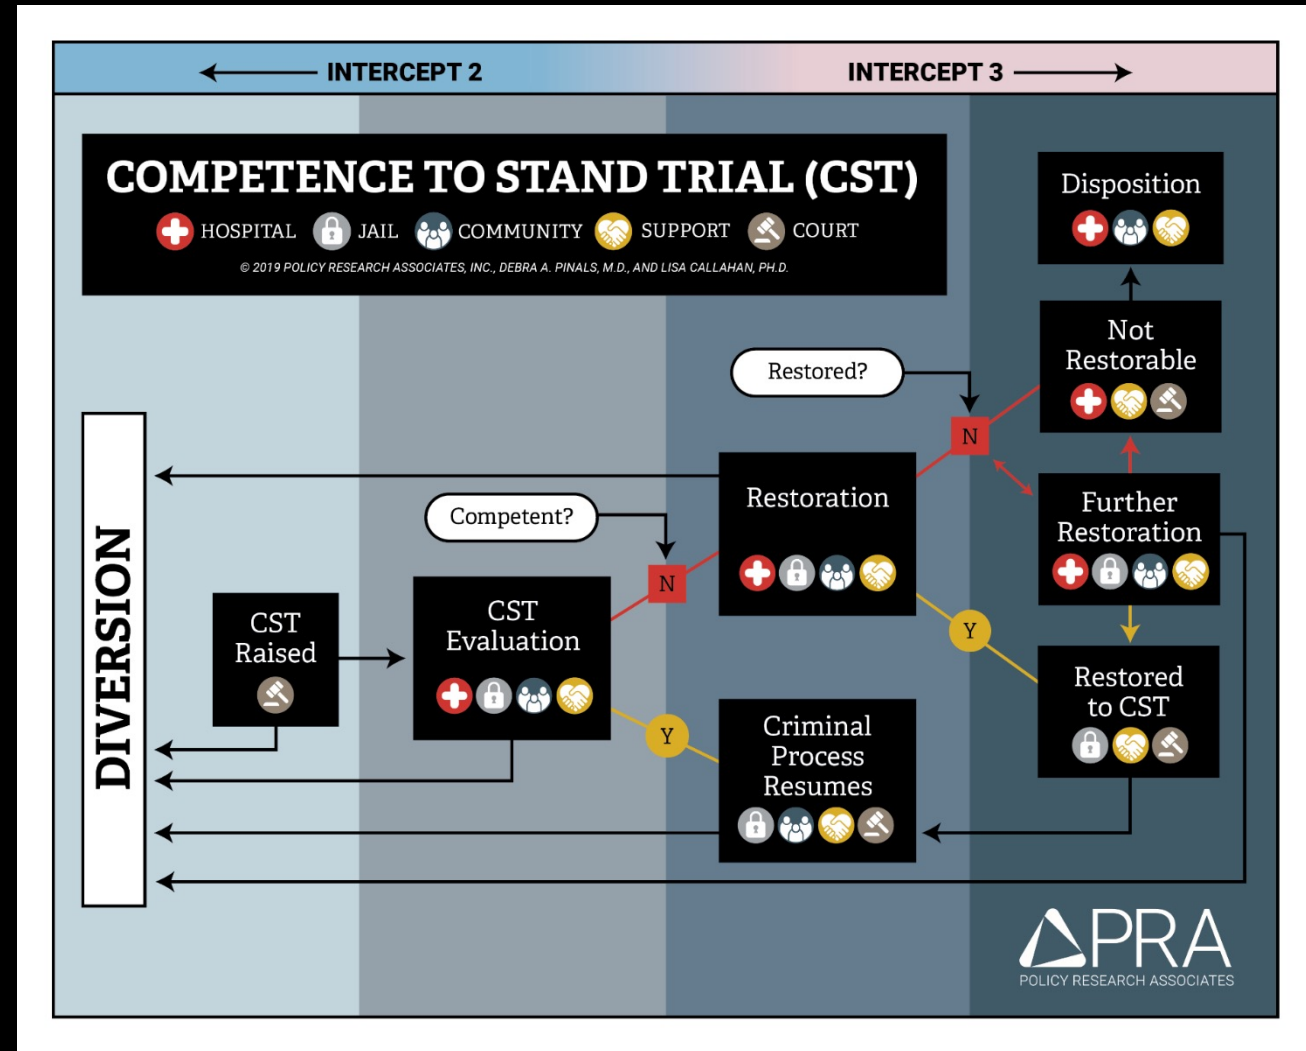 INTERCEPT 2
INTERCEPT 3
COMPETENCE TO STAND TRIAL (CST)
HOSPITAL JAIL COMMUNITY SUPPORT COURT
© 2019 POLICY RESEARCH ASSOCIATES, INC., DEBRA A. PINALS, M.D., AND LISA CALLAHAN, PH.D.
Disposition
Not
Restorable
Restored?
N
Restoration
Further
Restoration
Competent?
N
DIVERSION
CST
Raised
CST
Evaluation
Y
Restored
to CST
Y
Criminal
Process
Resumes
PRA
POLICY RESEARCH ASSOCIATES